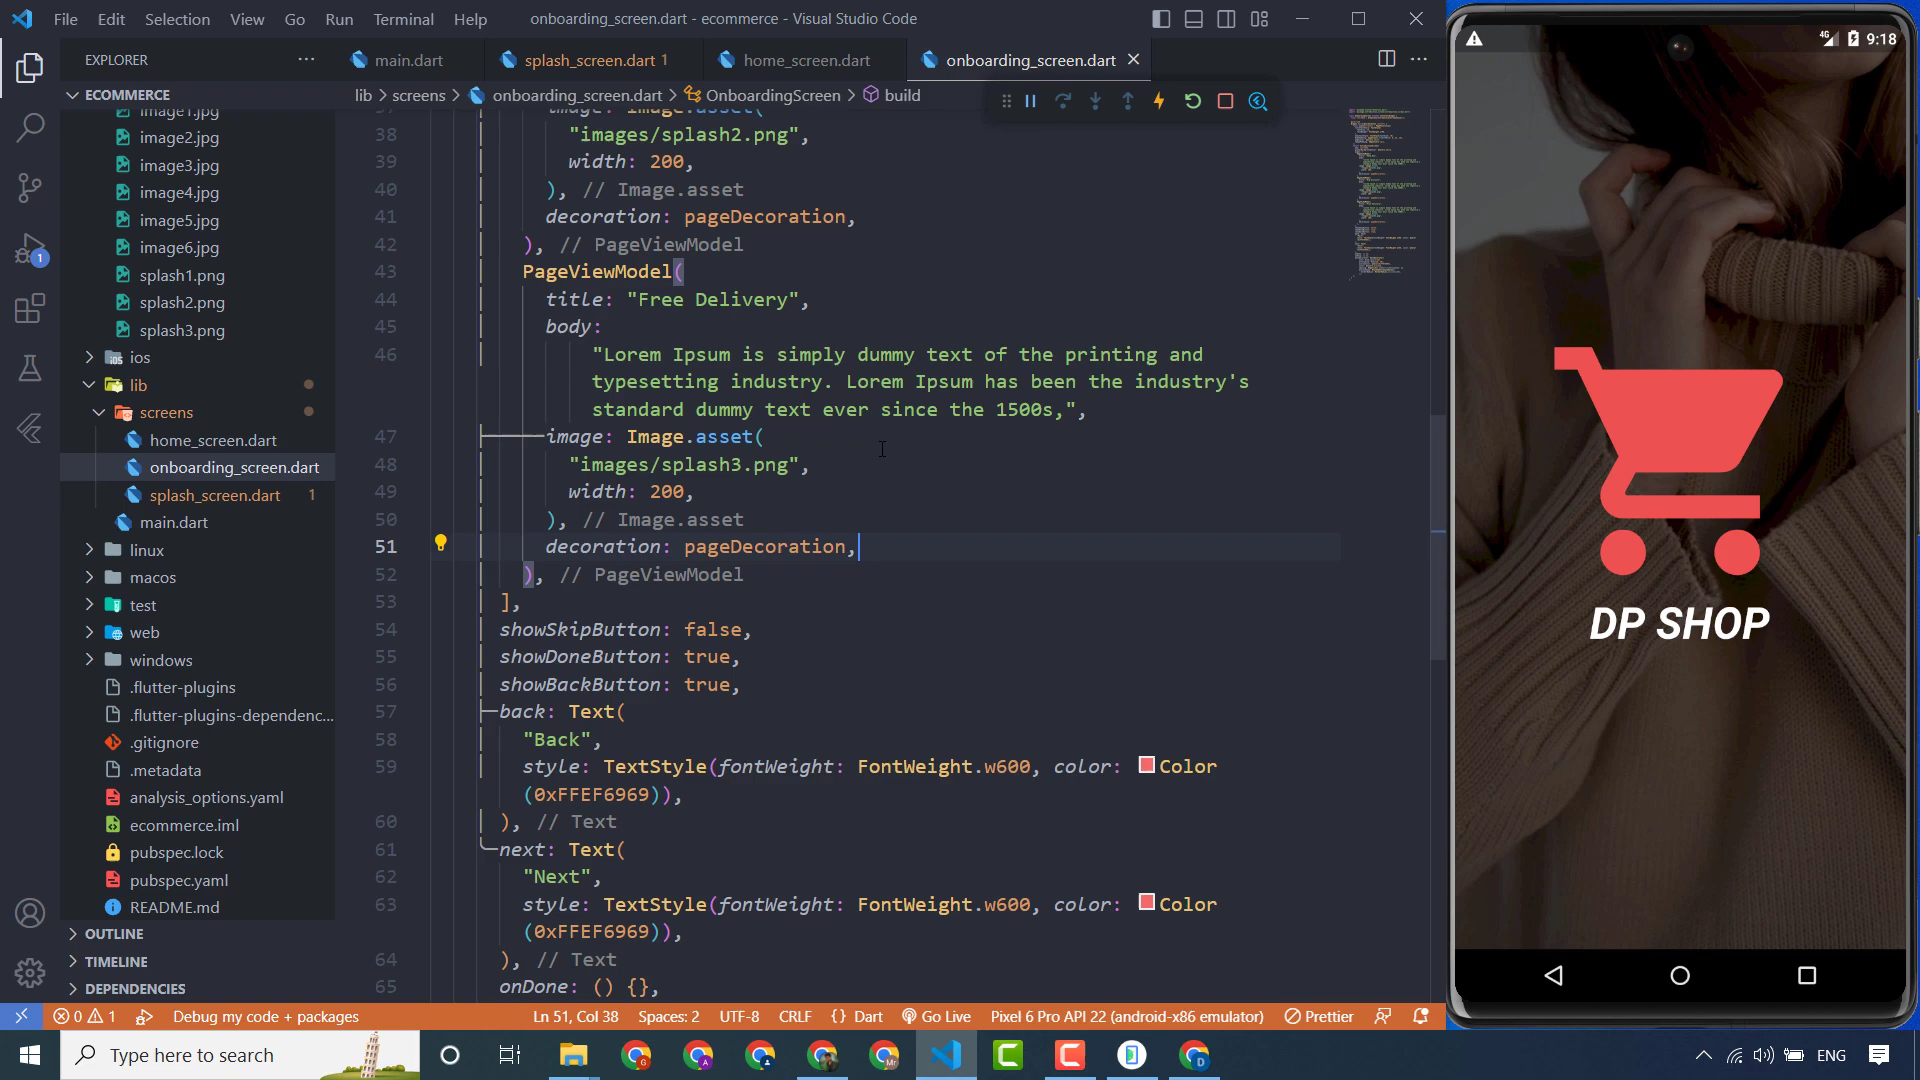 File Edit Selection View Go Run Terminal Help
onboarding_screen.dart - ecommerce - Visual Studio Code
EXPLORER
main.dart
splash_screen.dart 1
home_screen.dart
onboarding_screen.dart
ECOMMERCE
lib > screens > onboarding_screen.dart > OnboardingScreen > build
image1.jpg
image2.jpg
image3.jpg
image4.jpg
image5.jpg
image6.jpg
splash1.png
splash2.png
splash3.png
ios
lib
screens
home_screen.dart
onboarding_screen.dart
splash_screen.dart 1
main.dart
linux
macos
test
web
windows
.flutter-plugins
.flutter-plugins-dependenc...
.gitignore
.metadata
analysis_options.yaml
ecommerce.iml
pubspec.lock
pubspec.yaml
README.md
OUTLINE
TIMELINE
DEPENDENCIES
1
37 image: Image.asset(
38 "images/splash2.png",
39 width: 200,
40 ), // Image.asset
41 decoration: pageDecoration,
42 ), // PageViewModel
43 PageViewModel(
44 title: "Free Delivery",
45 body:
46 "Lorem Ipsum is simply dummy text of the printing and
typesetting industry. Lorem Ipsum has been the industry's
standard dummy text ever since the 1500s,",
47 image: Image.asset(
48 "images/splash3.png",
49 width: 200,
50 ), // Image.asset
51 decoration: pageDecoration,
52 ), // PageViewModel
53 ],
54 showSkipButton: false,
55 showDoneButton: true,
56 showBackButton: true,
57 back: Text(
58 "Back",
59 style: TextStyle(fontWeight: FontWeight.w600, color: Color
(0xFFEF6969)),
60 ), // Text
61 next: Text(
62 "Next",
63 style: TextStyle(fontWeight: FontWeight.w600, color: Color
(0xFFEF6969)),
64 ), // Text
65 onDone: () {},
4G 9:18
DP SHOP
0 1 Debug my code + packages
Ln 51, Col 38 Spaces: 2 UTF-8 CRLF {} Dart Go Live Pixel 6 Pro API 22 (android-x86 emulator) Prettier
Type here to search
ENG